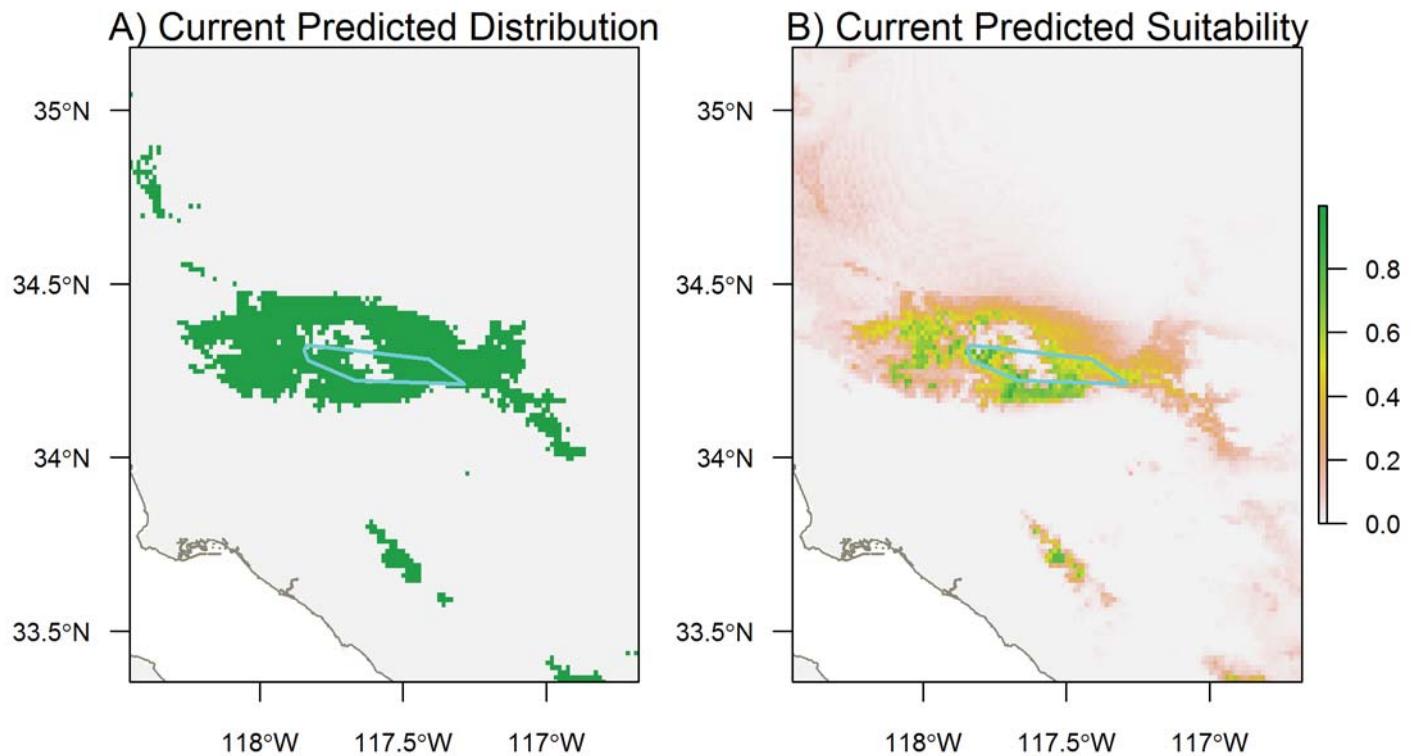 A) Current Predicted Distribution
B) Current Predicted Suitability
35°N
34.5°N
34°N
33.5°N
118°W
117.5°W
117°W
35°N
34.5°N
34°N
33.5°N
118°W
117.5°W
117°W
0.8
0.6
0.4
0.2
0.0